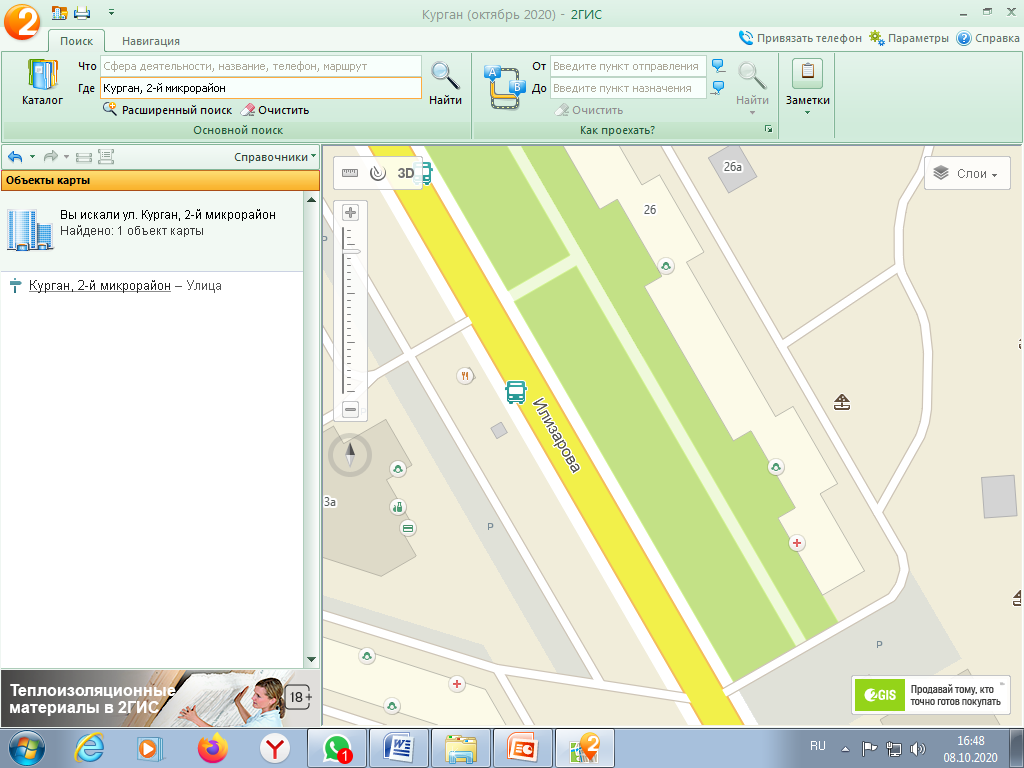 Курган (октябрь 2020) - 2ГИС
Поиск
Навигация
Привязать телефон
Параметры
Справка
Каталог
Что
Сфера деятельности, название, телефон, маршрут
Где
Курган, 2-й микрорайон
Расширенный поиск
Очистить
Найти
Основной поиск
От
Введите пункт отправления
До
Введите пункт назначения
Очистить
Найти
Как проехать?
Заметки
Справочники
Объекты карты
Вы искали ул. Курган, 2-й микрорайон
Найдено: 1 объект карты
Курган, 2-й микрорайон – Улица
3D
Слои
26а
26
Илизарова
3а
P
P
P
Теплоизоляционные
материалы в 2ГИС
18+
2GIS
Продавай тому, кто
точно готов покупать
1
RU
16:48
08.10.2020